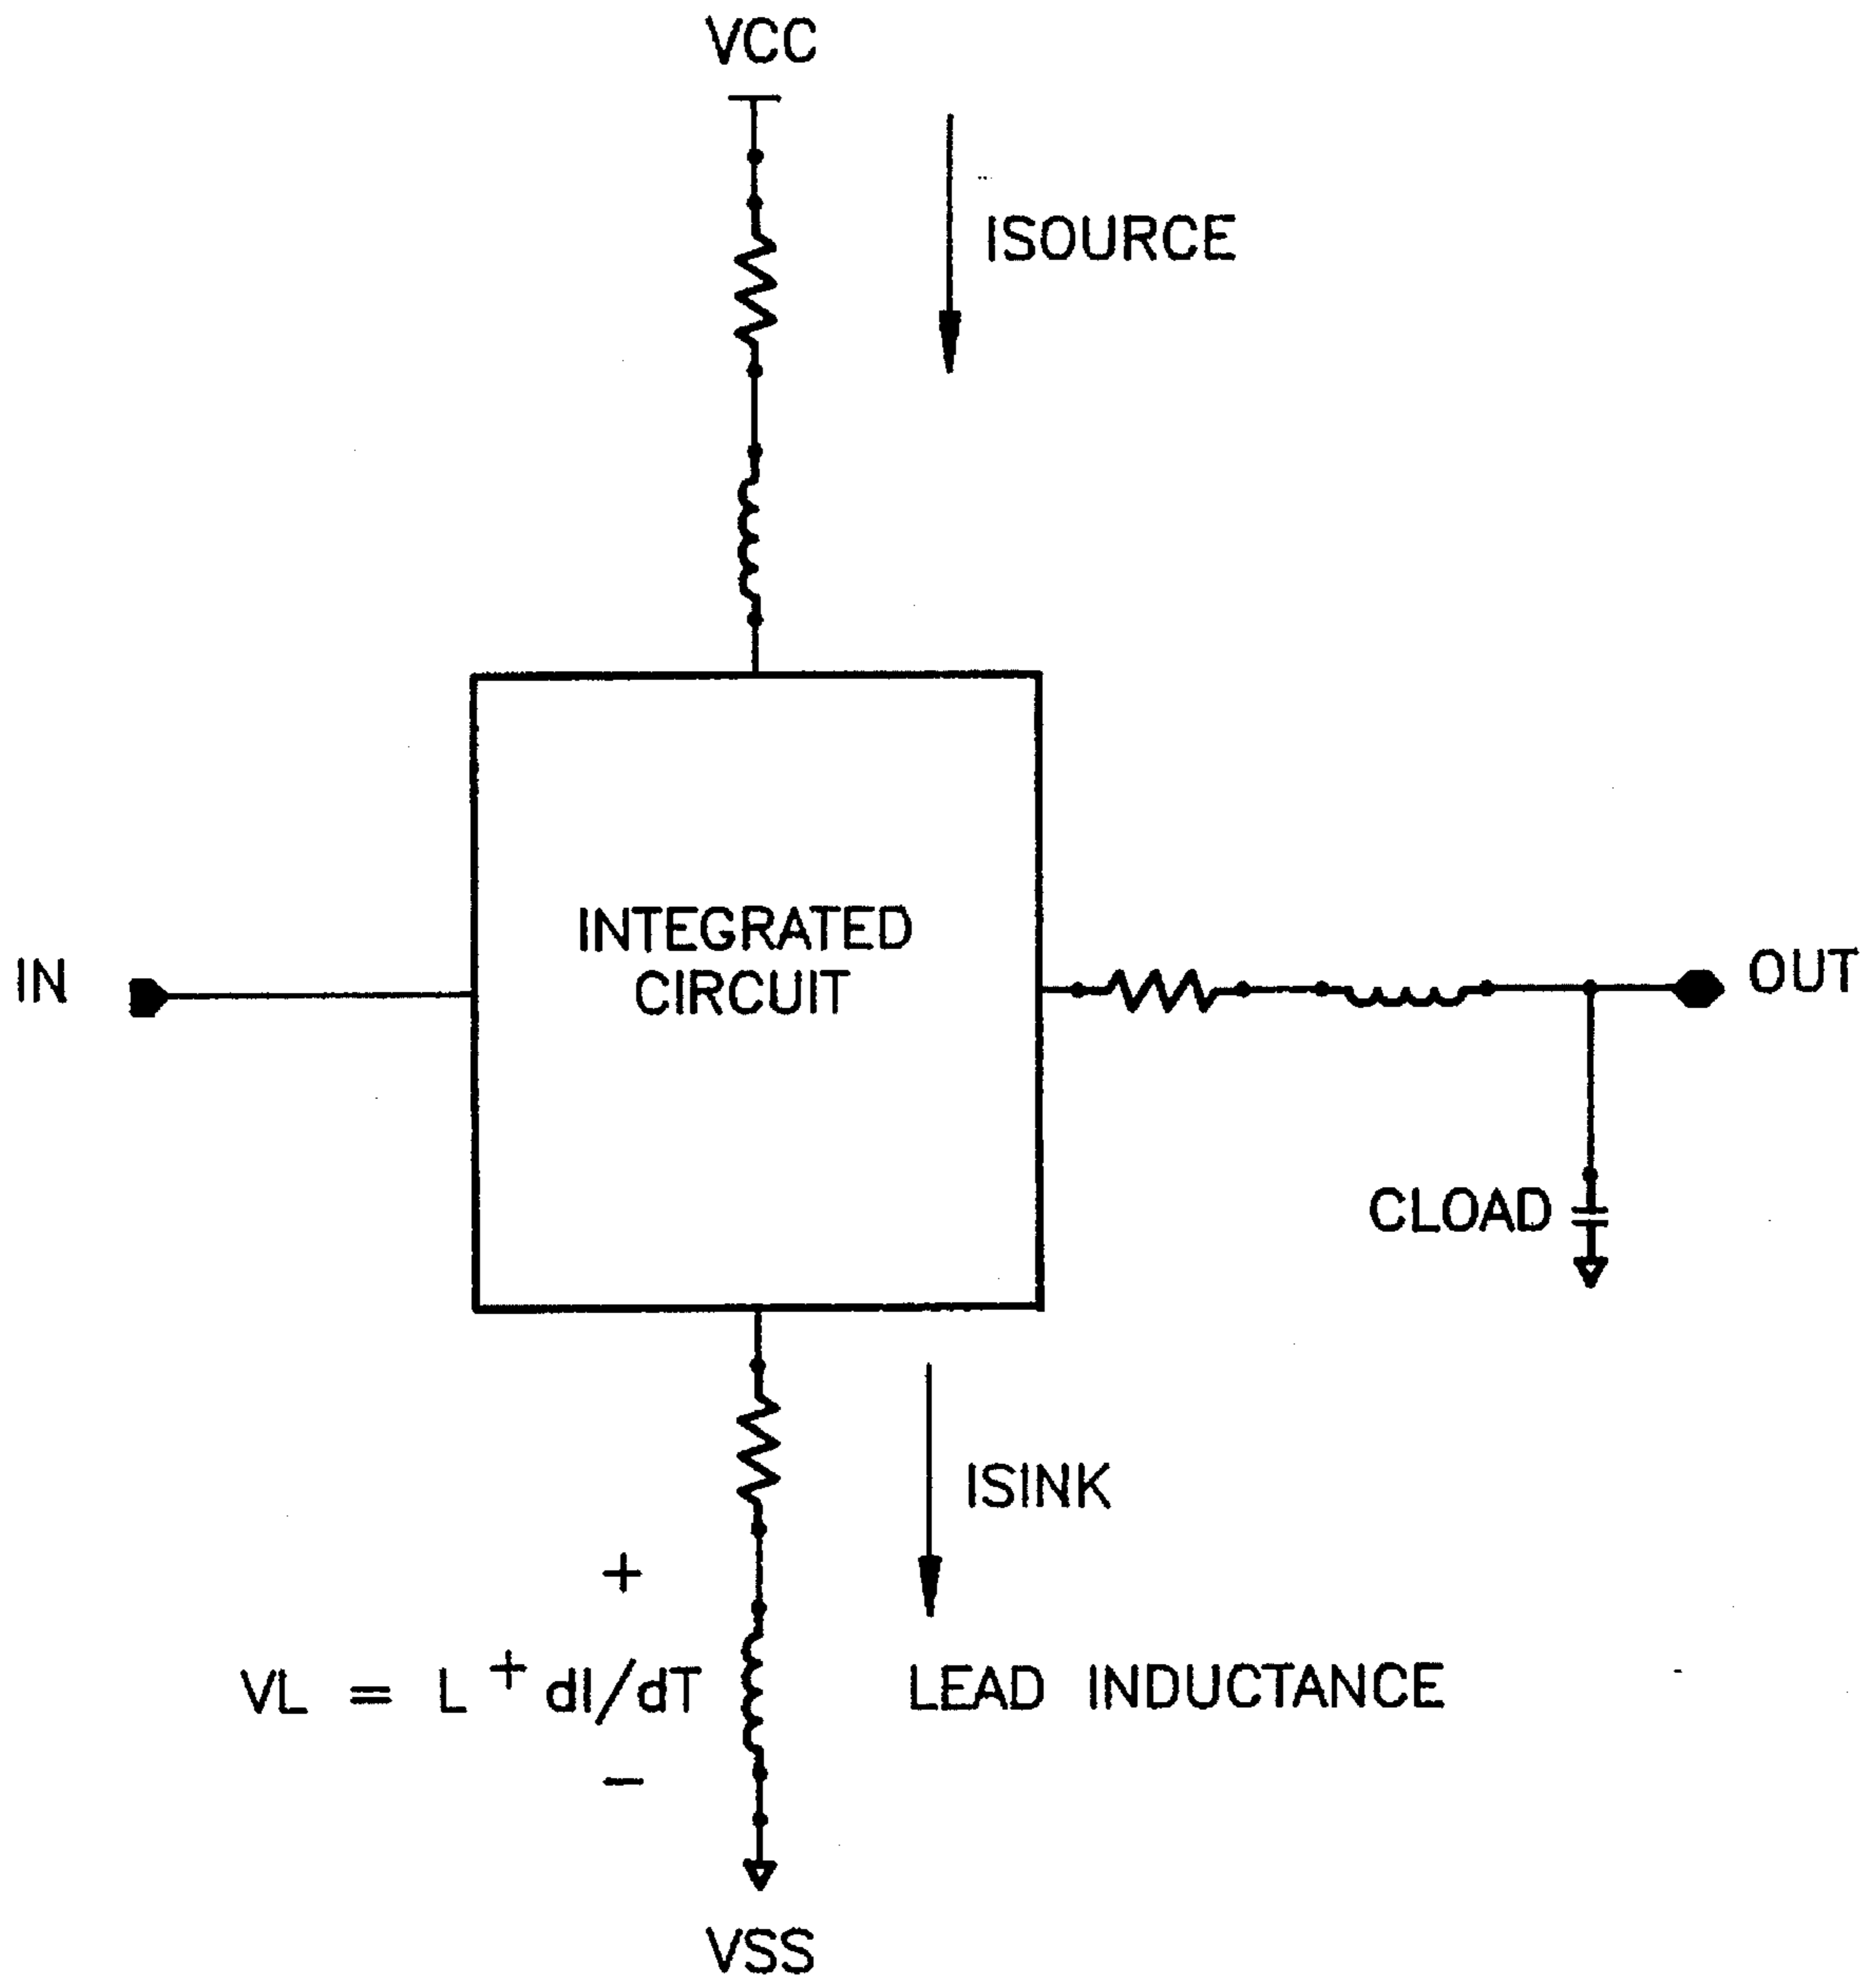 VCC
ISOURCE
INTEGRATED
CIRCUIT
IN
OUT
CLOAD
ISINK
+
VL = L + dI/dT
LEAD INDUCTANCE
−
VSS